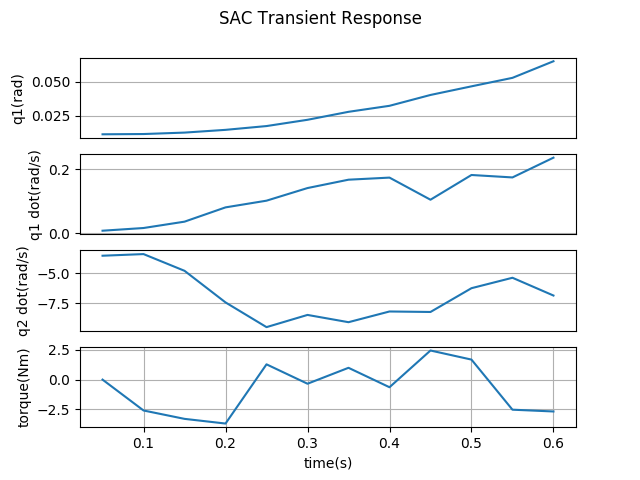 SAC Transient Response
q1(rad)
0.050
0.025
q1 dot(rad/s)
0.2
0.0
q2 dot(rad/s)
−5.0
−7.5
torque(Nm)
2.5
0.0
−2.5
0.1 0.2 0.3 0.4 0.5 0.6
time(s)